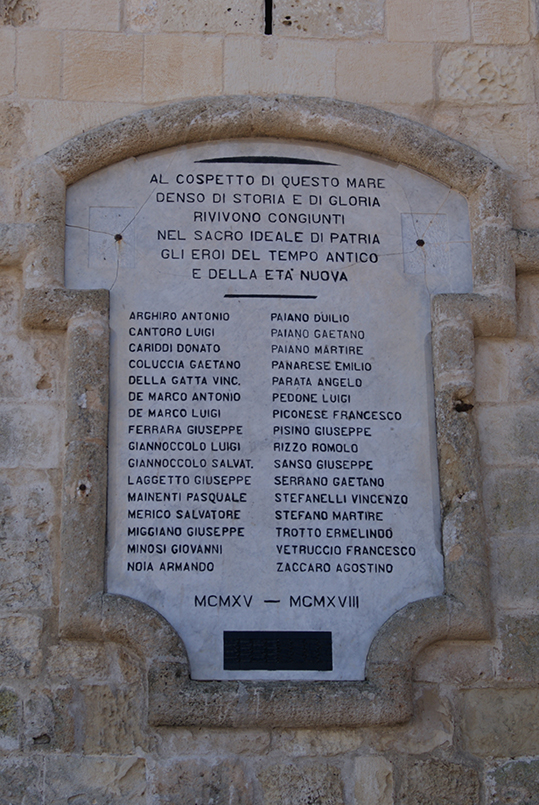 AL COSPETTO DI QUESTO MARE
DENSO DI STORIA E DI GLORIA
RIVIVONO CONGIUNTI
NEL SACRO IDEALE DI PATRIA
GLI EROI DEL TEMPO ANTICO
E DELLA ETA' NUOVA
ARGHIRO ANTONIO
CANTORO LUIGI
CARIDDI DONATO
COLUCCIA GAETANO
DELLA GATTA VINC.
DE MARCO ANTONIO
DE MARCO LUIGI
FERRARA GIUSEPPE
GIANNOCCOLO LUIGI
GIANNOCCOLO SALVAT.
LAGGETTO GIUSEPPE
MAINENTI PASQUALE
MERICO SALVATORE
MIGGIANO GIUSEPPE
MINOSI GIOVANNI
NOIA ARMANDO
PAIANO DUILIO
PAIANO GAETANO
PAIANO MARTIRE
PANARESE EMILIO
PARATA ANGELO
PEDONE LUIGI
PICONESE FRANCESCO
PISINO GIUSEPPE
RIZZO ROMOLO
SANSO GIUSEPPE
SERRANO GAETANO
STEFANELLI VINCENZO
STEFANO MARTIRE
TROTTO ERMELINDO
VETRUCCIO FRANCESCO
ZACCARO AGOSTINO
MCMXV — MCMXVIII